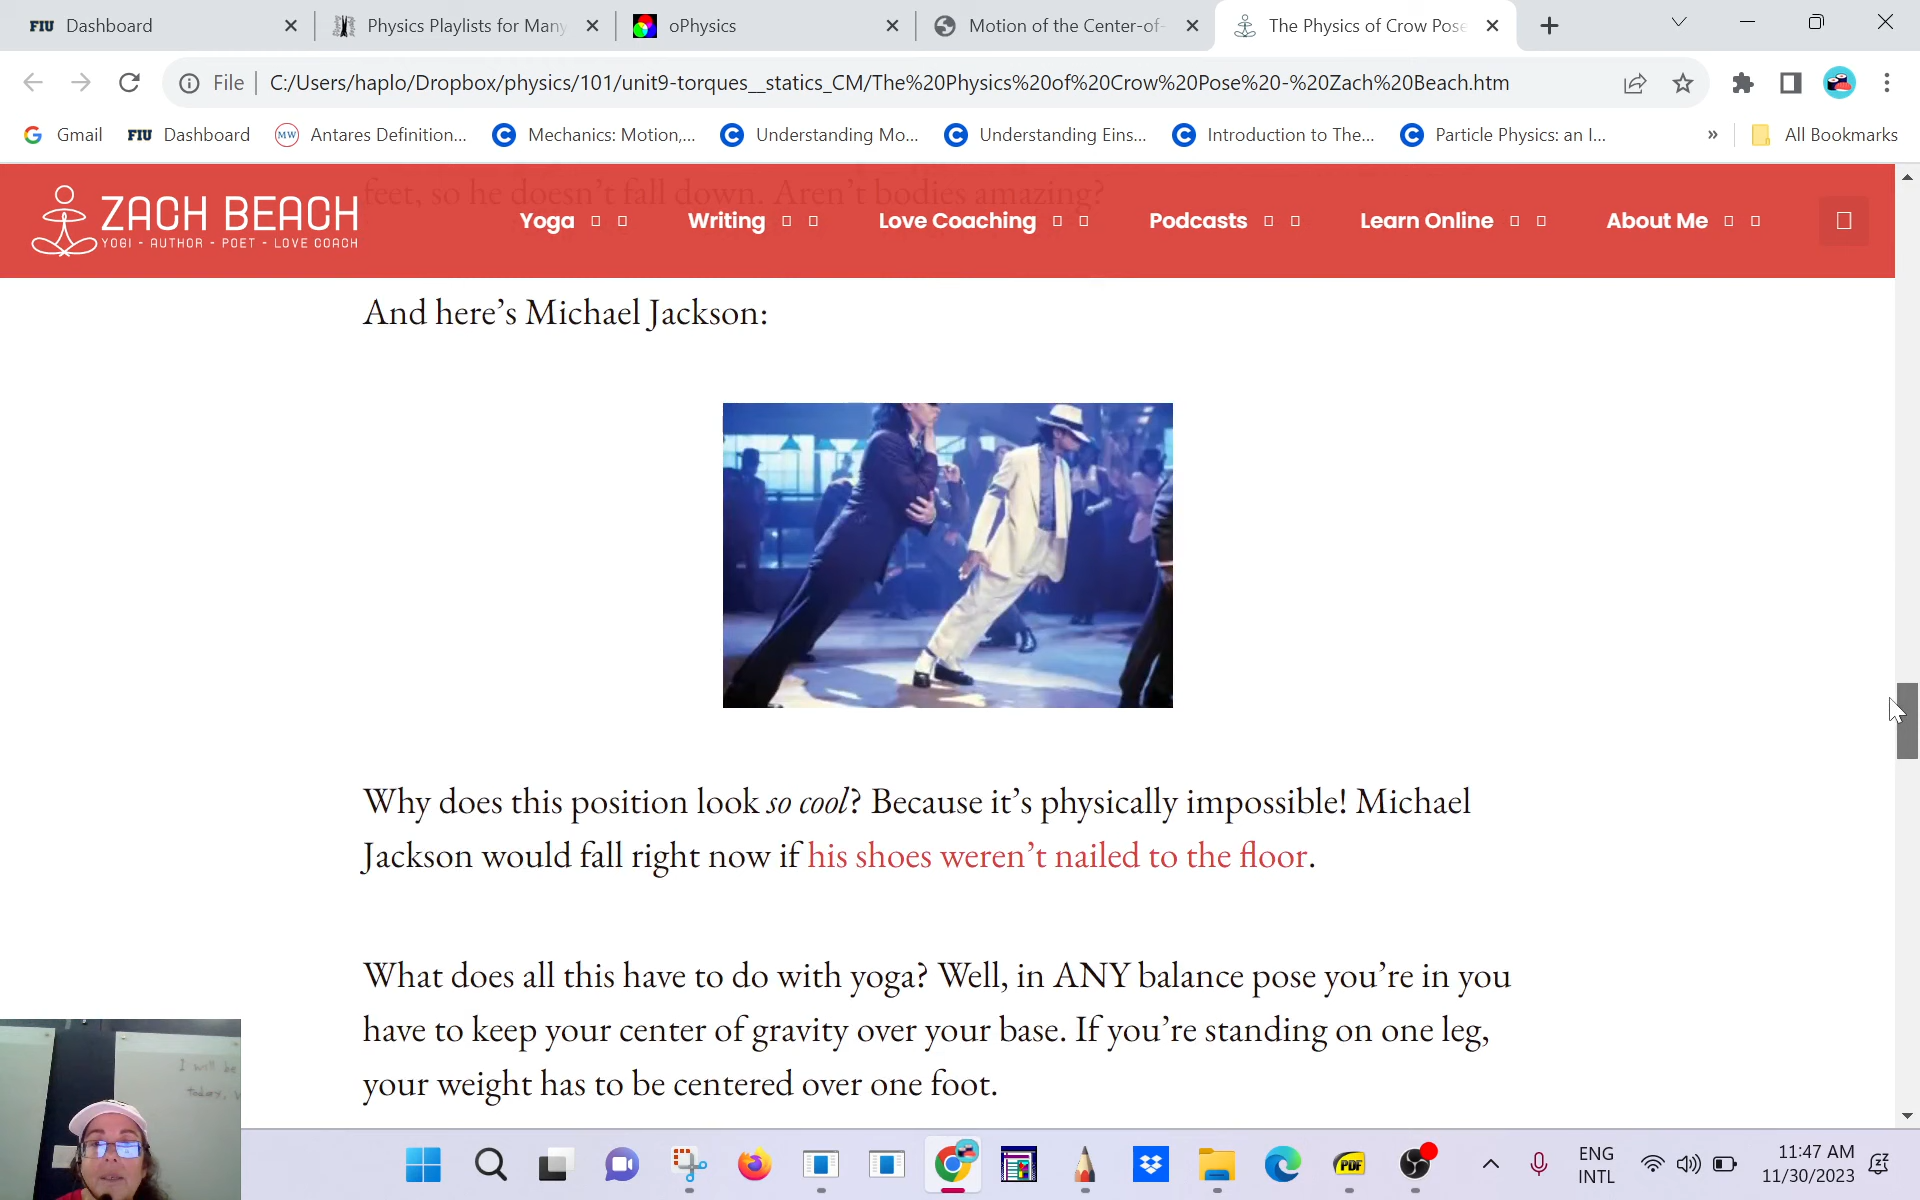 FIU Dashboard
Physics Playlists for Many
oPhysics
Motion of the Center-of-
The Physics of Crow Pose
File
C:/Users/haplo/Dropbox/physics/101/unit9-torques__statics_CM/The%20Physics%20of%20Crow%20Pose%20-%20Zach%20Beach.htm
G Gmail
FIU Dashboard
MW Antares Definition...
C Mechanics: Motion,...
C Understanding Mo...
C Understanding Eins...
C Introduction to The...
C Particle Physics: an I...
»
All Bookmarks
feet, so he doesn't fall down. Aren't bodies amazing?
ZACH BEACH
YOGI - AUTHOR - POET - LOVE COACH
Yoga
Writing
Love Coaching
Podcasts
Learn Online
About Me
And here's Michael Jackson:
Why does this position look so cool? Because it's physically impossible! Michael
Jackson would fall right now if his shoes weren't nailed to the floor.
What does all this have to do with yoga? Well, in ANY balance pose you're in you
have to keep your center of gravity over your base. If you're standing on one leg,
your weight has to be centered over one foot.
I will be
today,
PDF
ENG
INTL
11:47 AM
11/30/2023